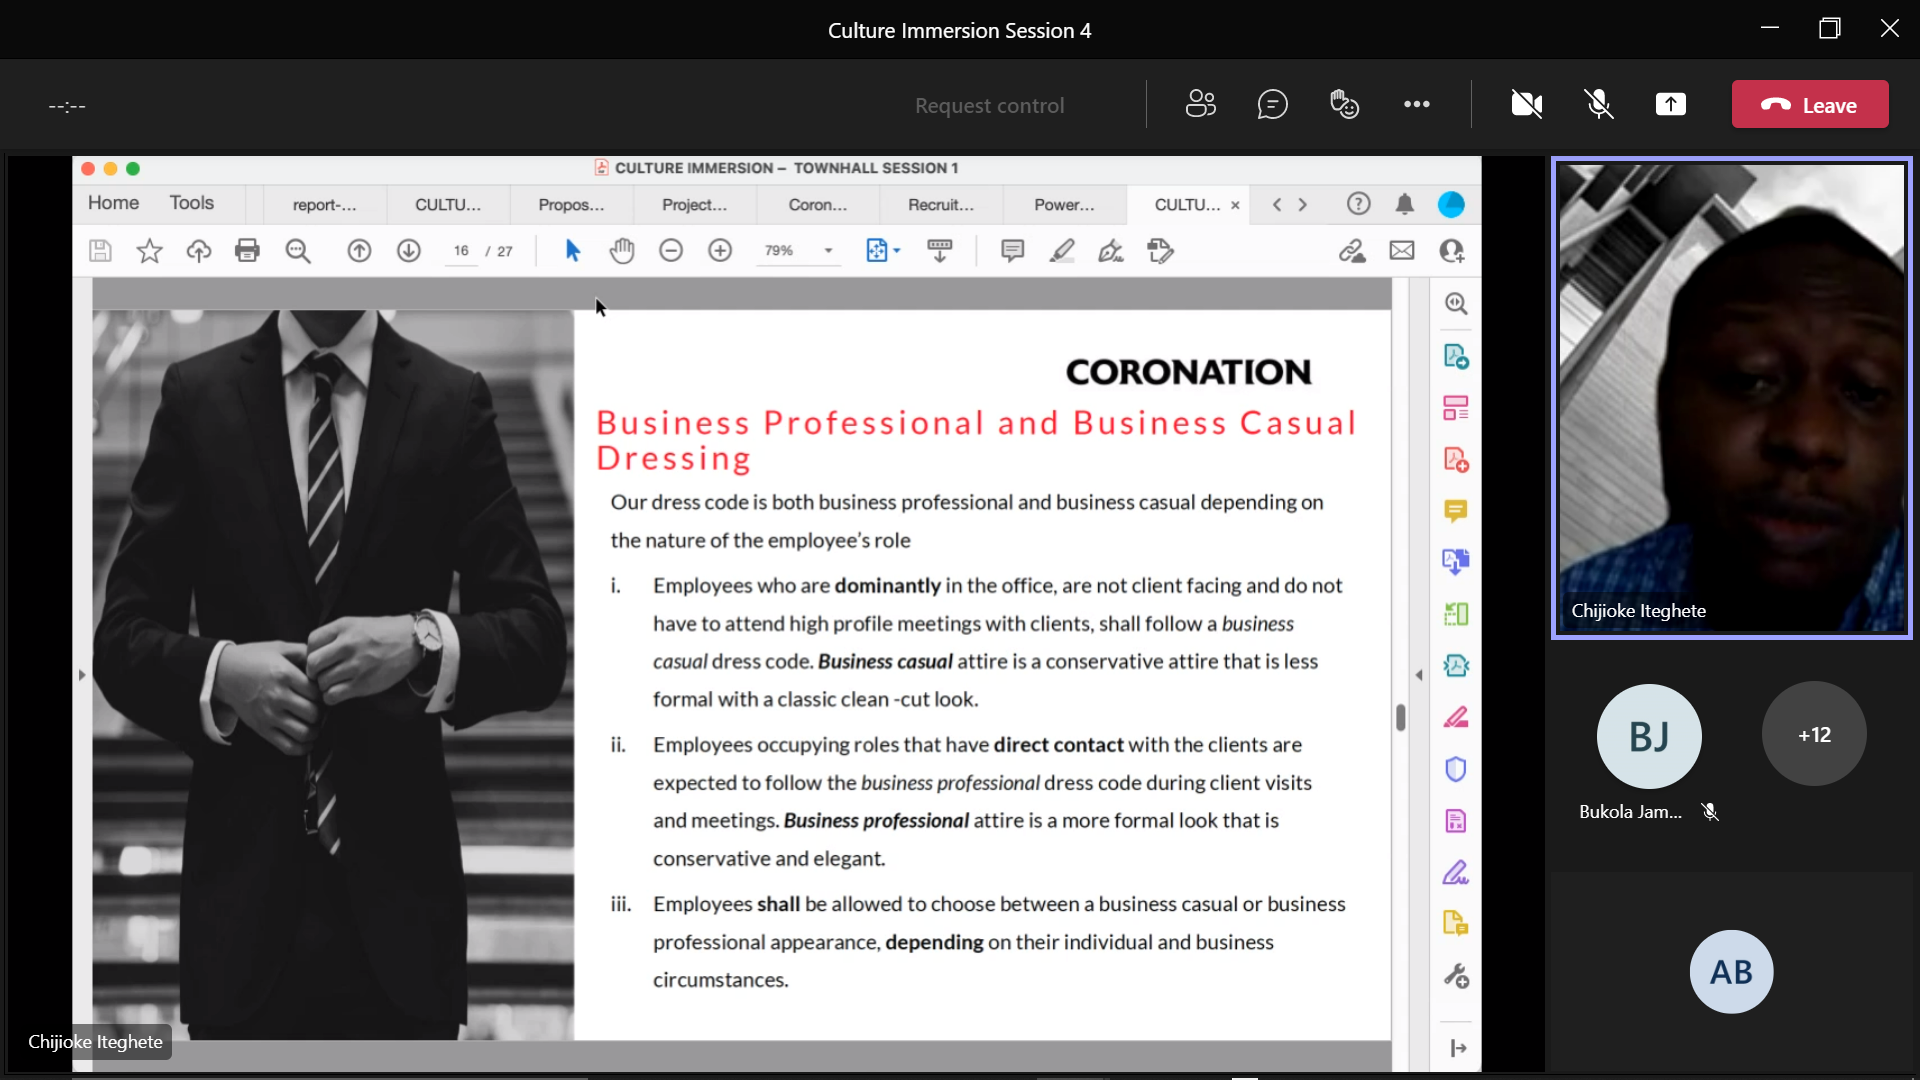 Culture Immersion Session 4
--:--
Request control
Leave
CULTURE IMMERSION – TOWNHALL SESSION 1
Home
Tools
report-...
CULTU...
Propos...
Project...
Coron...
Recruit...
Power...
CULTU... ×
16 / 27
79%
CORONATION
Business Professional and Business Casual
Dressing
Our dress code is both business professional and business casual depending on
the nature of the employee's role
i. Employees who are dominantly in the office, are not client facing and do not
have to attend high profile meetings with clients, shall follow a business
casual dress code. Business casual attire is a conservative attire that is less
formal with a classic clean -cut look.
ii. Employees occupying roles that have direct contact with the clients are
expected to follow the business professional dress code during client visits
and meetings. Business professional attire is a more formal look that is
conservative and elegant.
iii. Employees shall be allowed to choose between a business casual or business
professional appearance, depending on their individual and business
circumstances.
Chijioke Iteghete
Chijioke Iteghete
BJ
+12
Bukola Jam...
AB